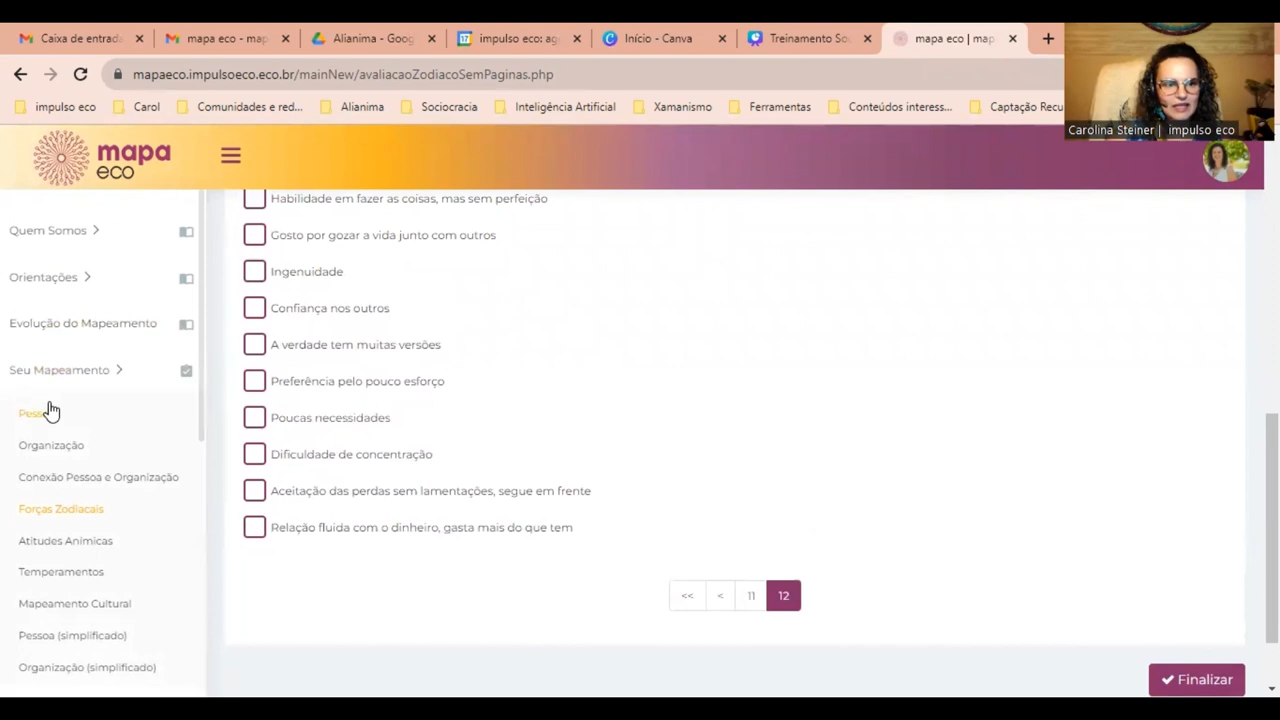 Caixa de entrada
mapa eco - map
Alianima - Goog
impulso eco: ag
Início - Canva
Treinamento So
mapa eco | map
mapaeco.impulsoeco.eco.br/mainNew/avaliacaoZodiacoSemPaginas.php
impulso eco
Carol
Comunidades e red...
Alianima
Sociocracia
Inteligência Artificial
Xamanismo
Ferramentas
Conteúdos interess...
Captação Recu
Carolina Steiner | impulso eco
mapa
eco
Quem Somos
Orientações
Evolução do Mapeamento
Seu Mapeamento
Organização
Conexão Pessoa e Organização
Forças Zodiacais
Atitudes Anímicas
Temperamentos
Mapeamento Cultural
Pessoa (simplificado)
Organização (simplificado)
Habilidade em fazer as coisas, mas sem perfeição
Gosto por gozar a vida junto com outros
Ingenuidade
Confiança nos outros
A verdade tem muitas versões
Preferência pelo pouco esforço
Poucas necessidades
Dificuldade de concentração
Aceitação das perdas sem lamentações, segue em frente
Relação fluida com o dinheiro, gasta mais do que tem
<< < 11 12
Finalizar